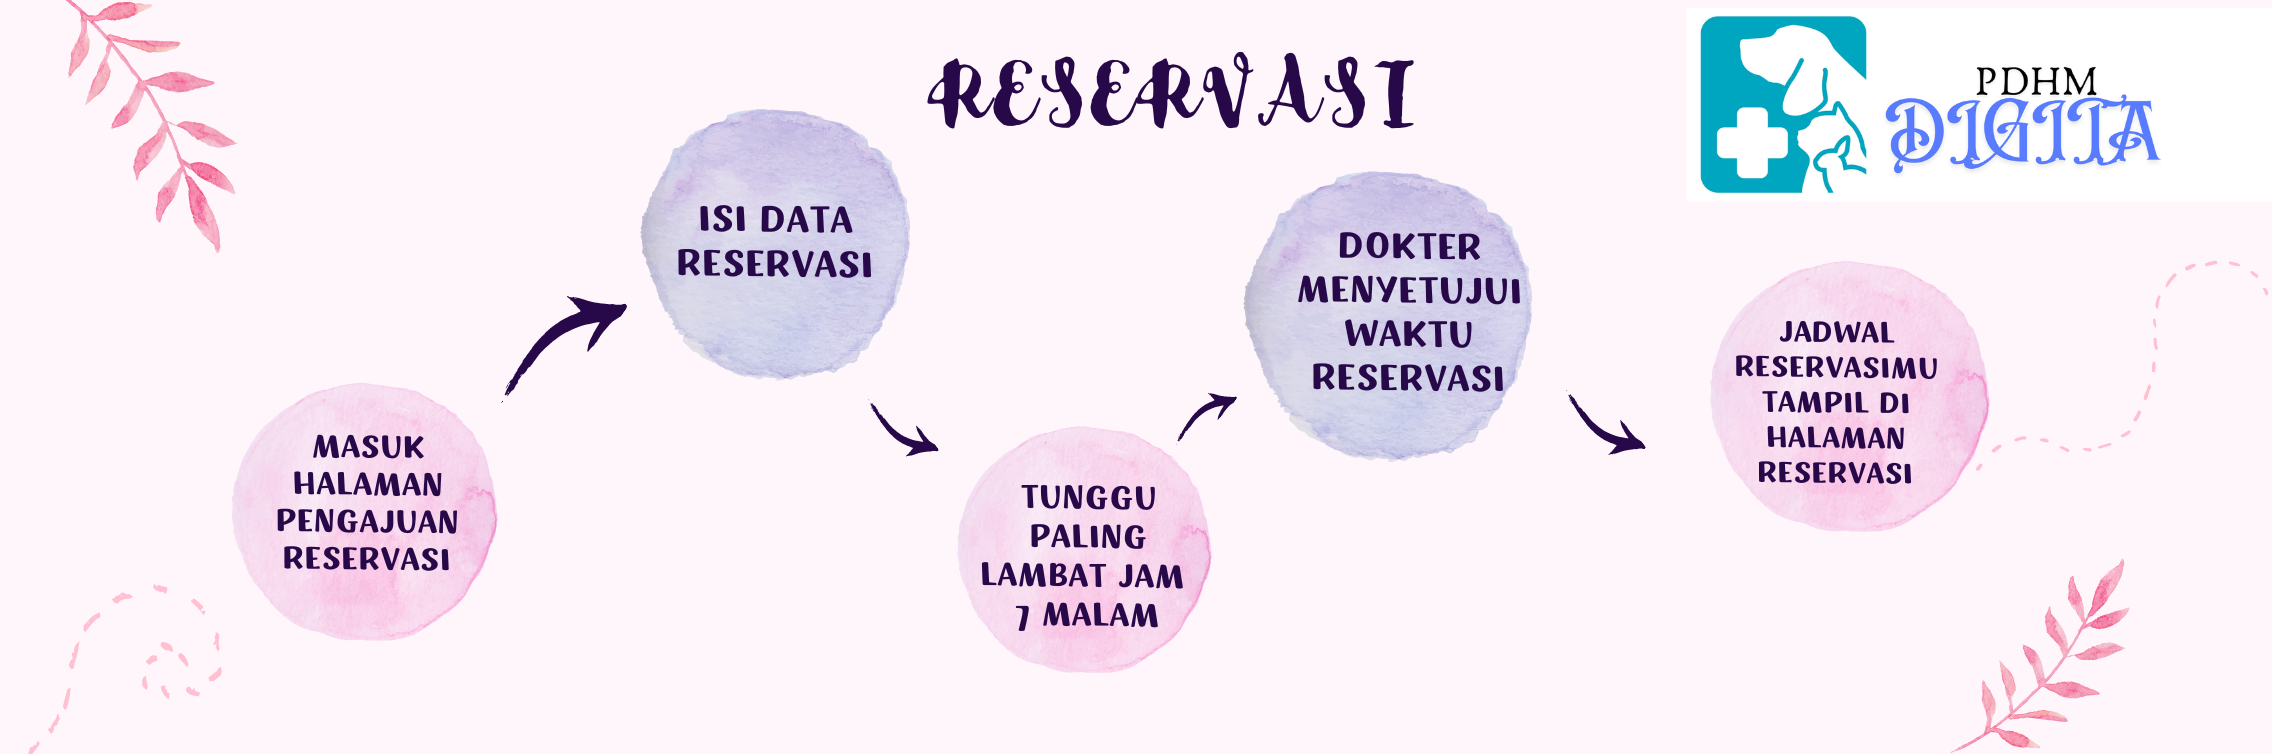 RESERVASI
PDHM
DIGITA
MASUK
HALAMAN
PENGAJUAN
RESERVASI
ISI DATA
RESERVASI
TUNGGU
PALING
LAMBAT JAM
7 MALAM
DOKTER
MENYETUJUI
WAKTU
RESERVASI
JADWAL
RESERVASIMU
TAMPIL DI
HALAMAN
RESERVASI